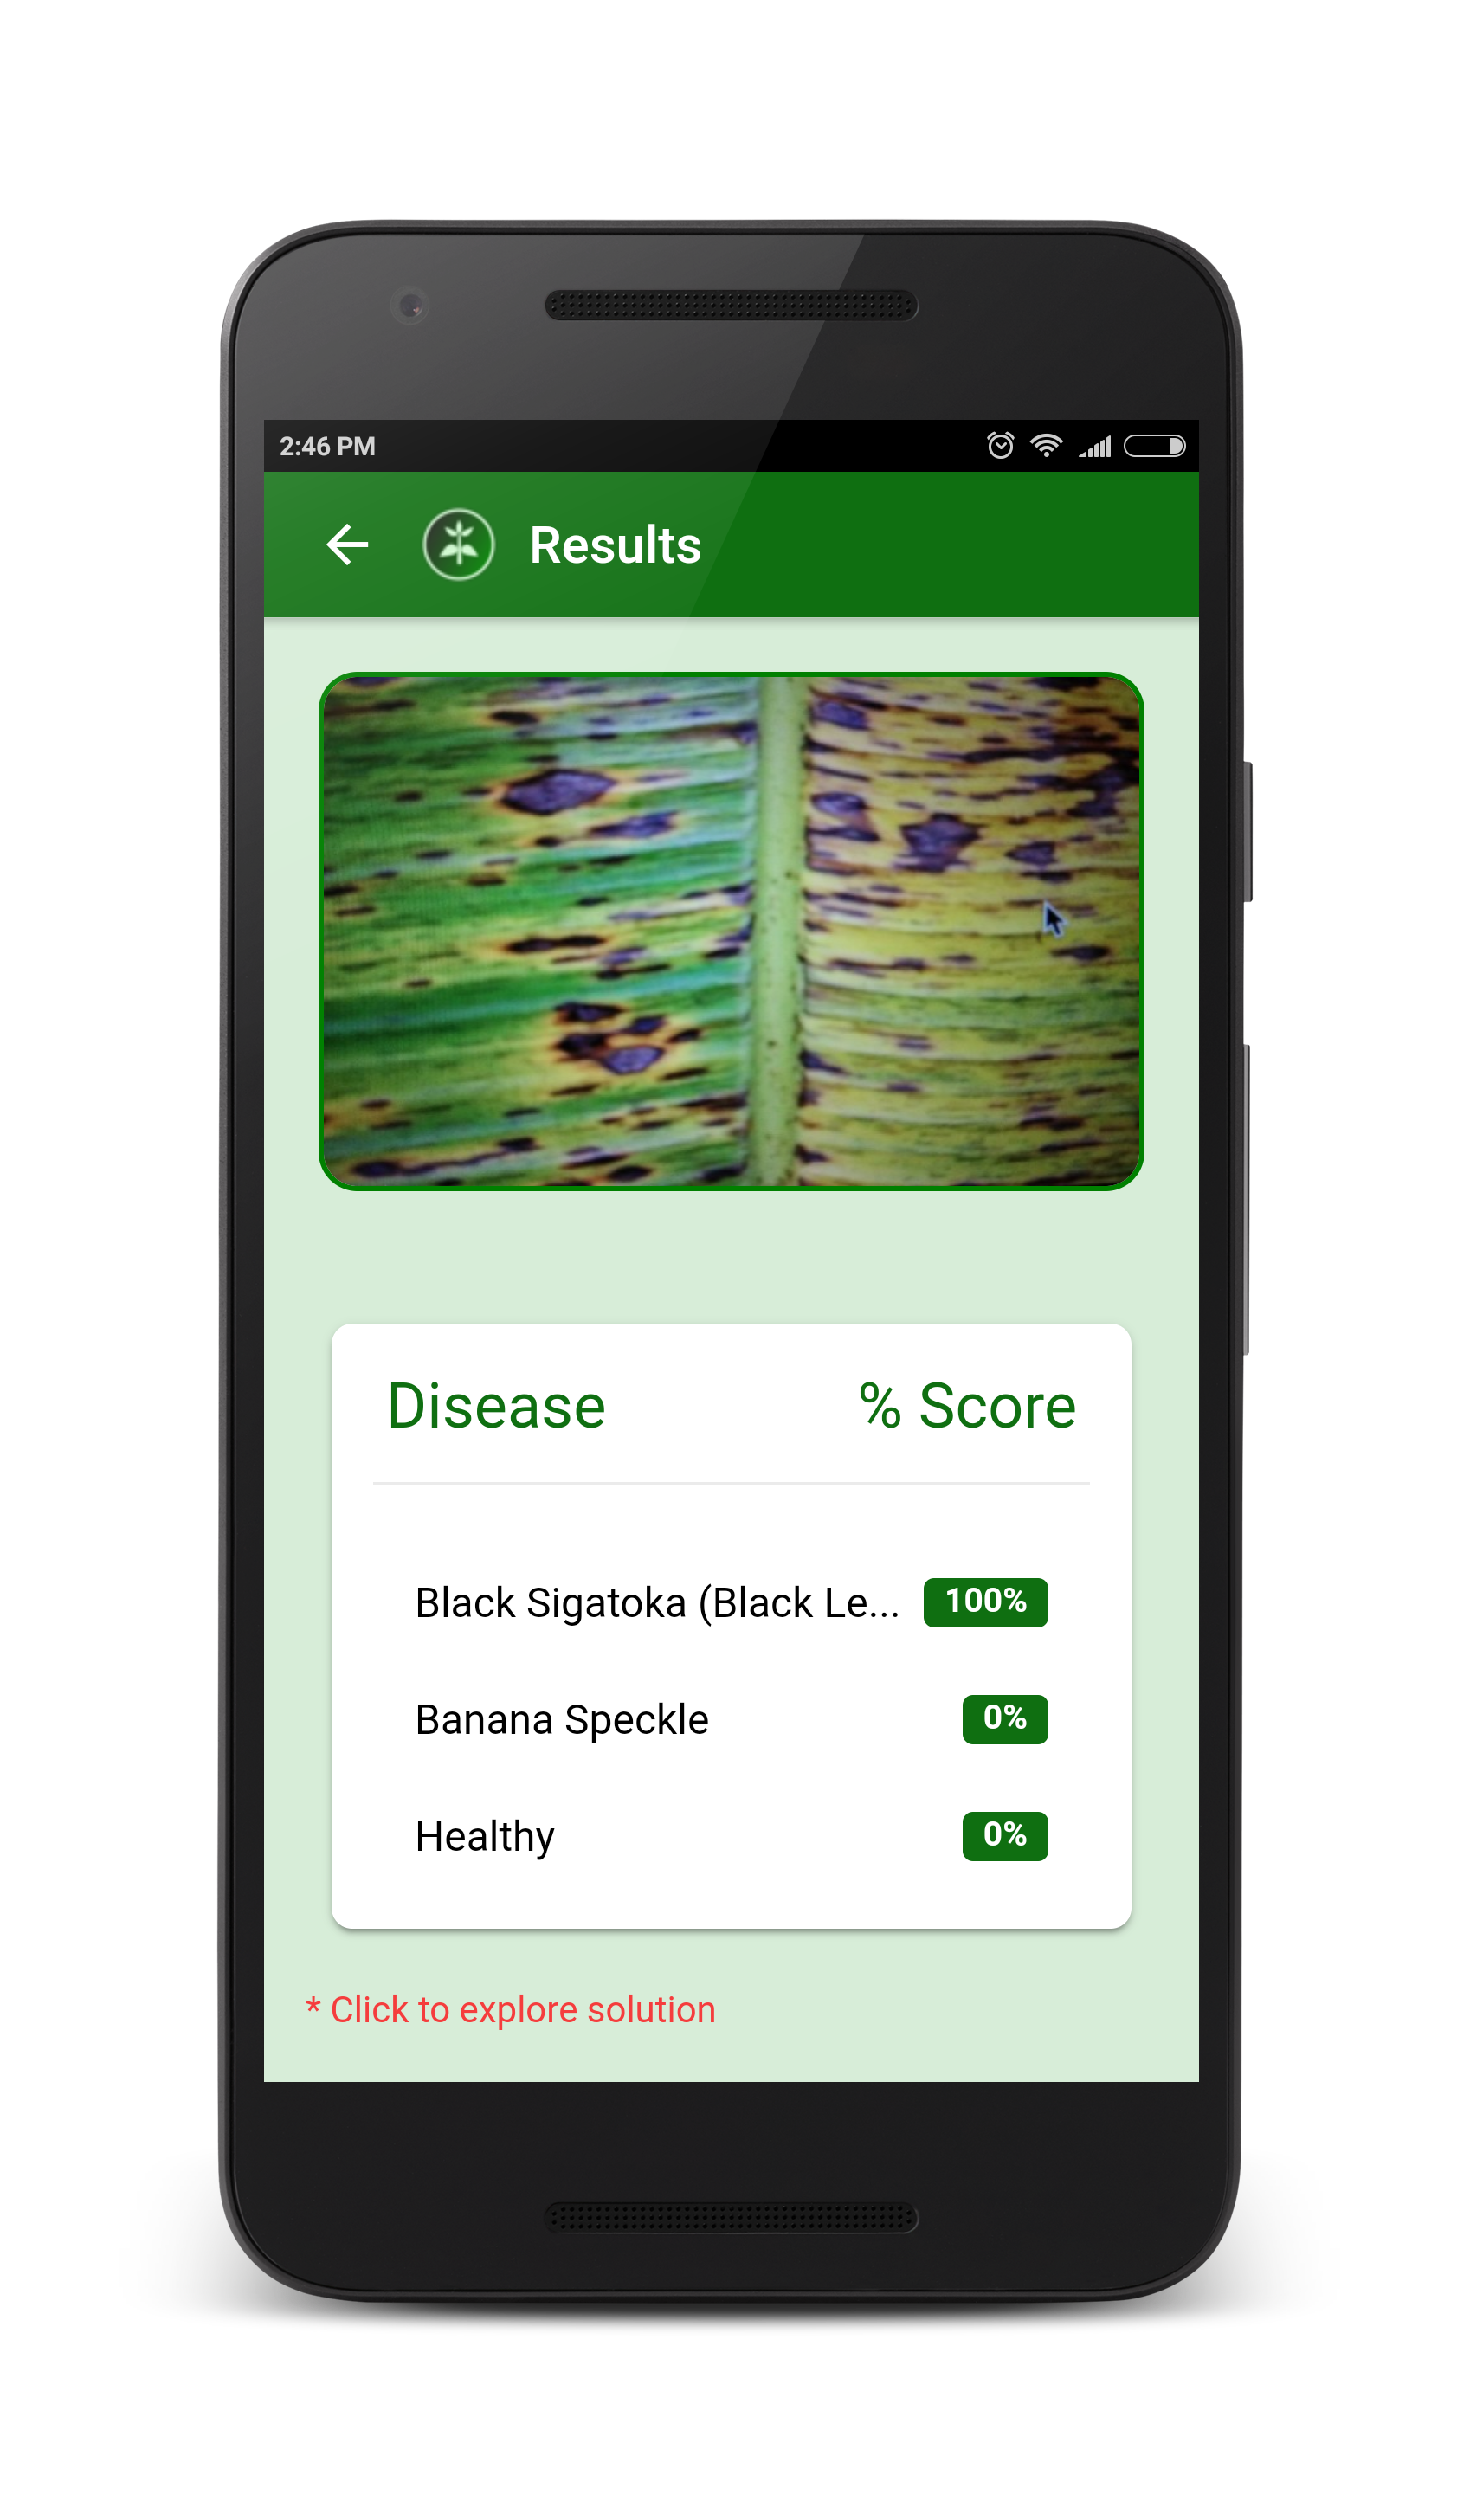 2:46 PM
Results
Disease % Score
Black Sigatoka (Black Le... 100%
Banana Speckle 0%
Healthy 0%
* Click to explore solution